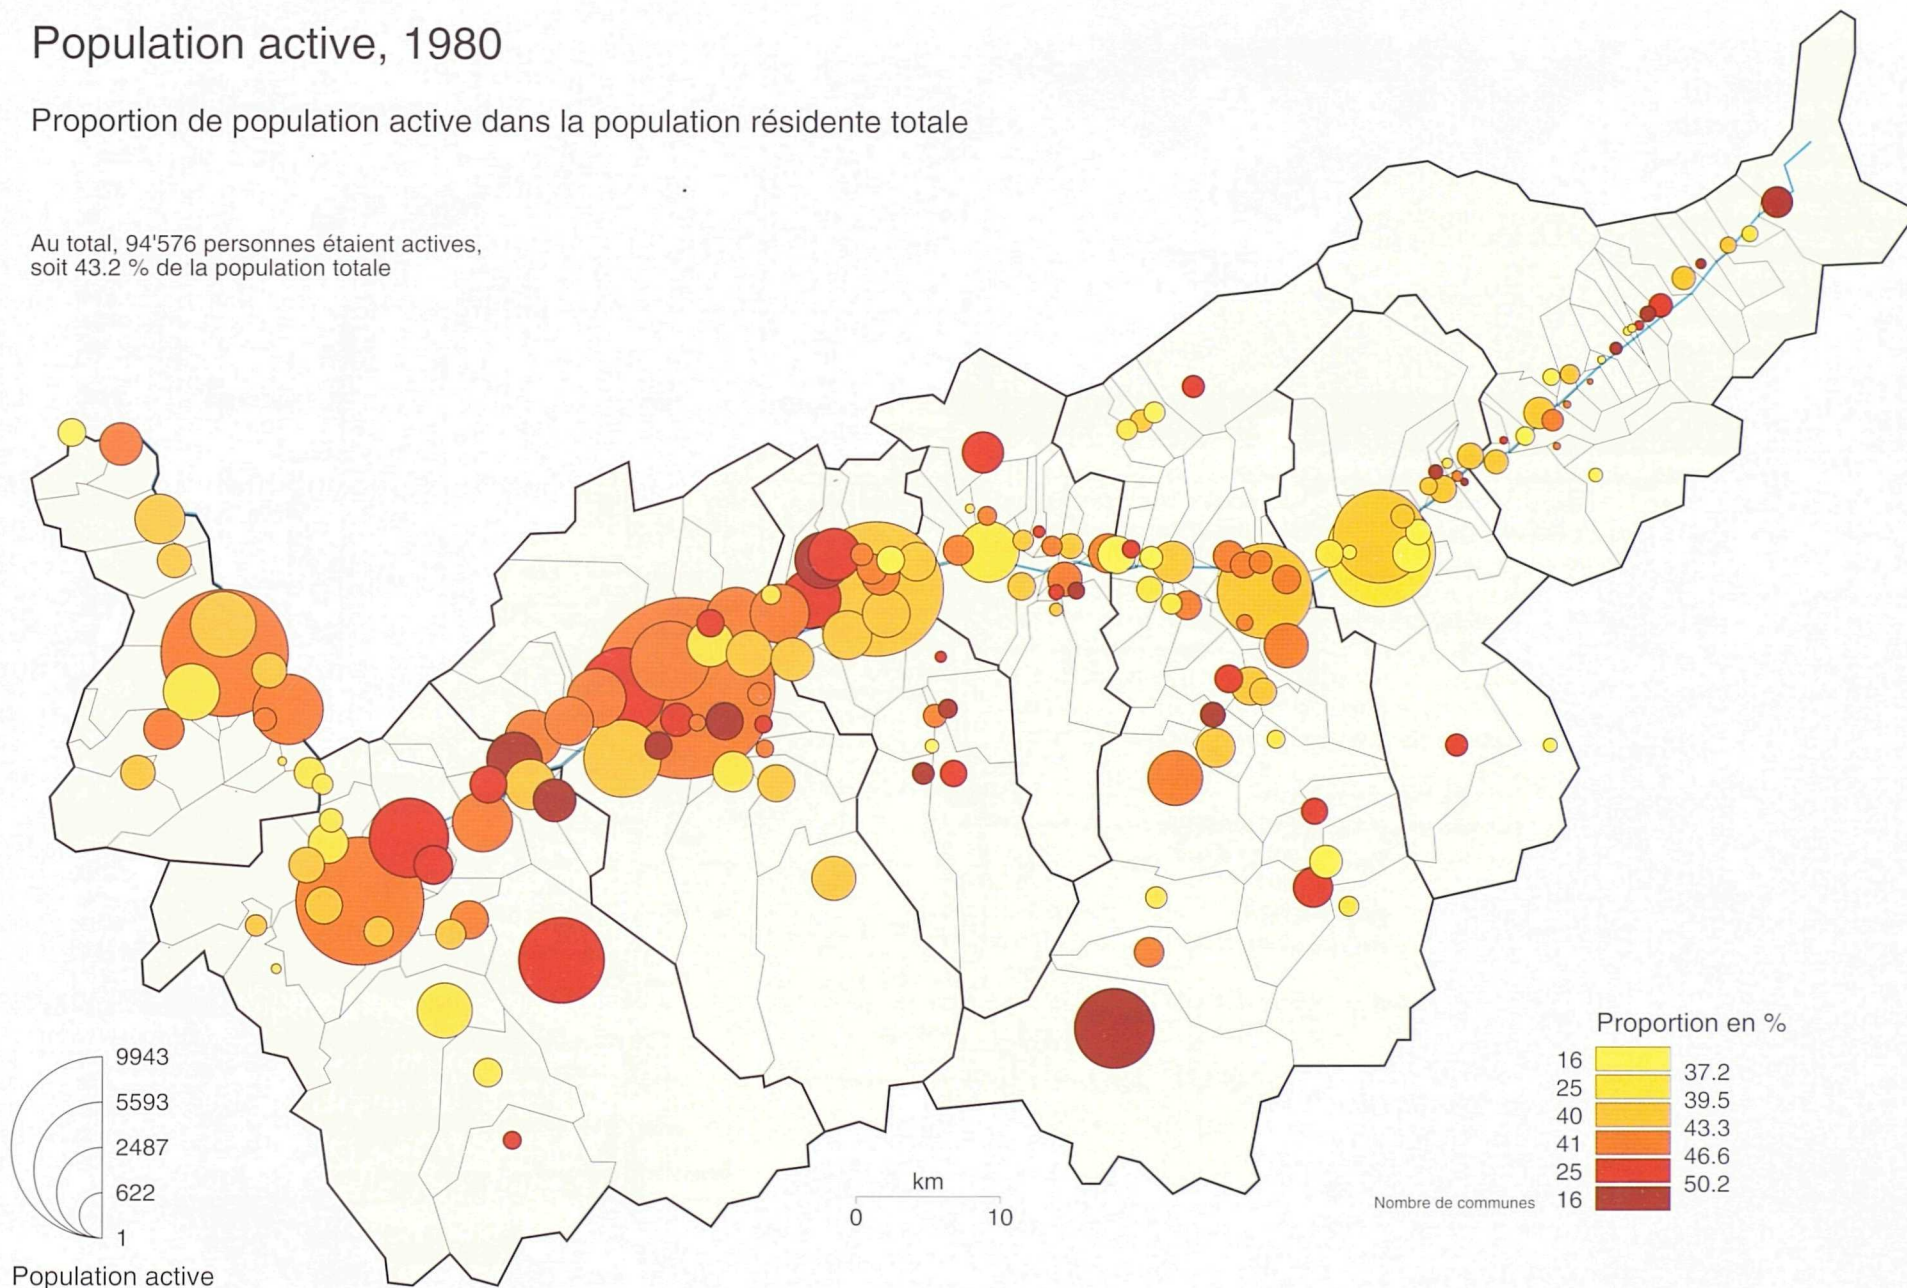 Population active, 1980
Proportion de population active dans la population résidente totale
Au total, 94'576 personnes étaient actives,
soit 43.2 % de la population totale
9943
5593
2487
622
1
Population active
km
0 10
Proportion en %
16
37.2
25
39.5
40
43.3
41
46.6
25
50.2
Nombre de communes 16